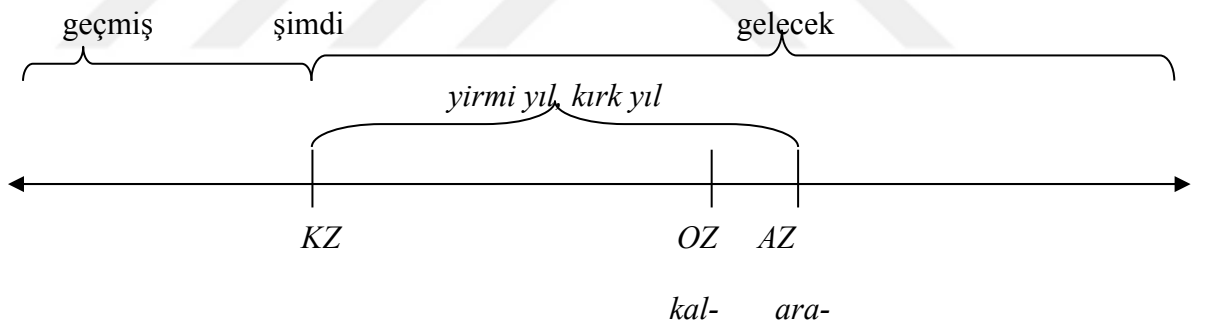 geçmiş şimdi gelecek
yirmi yıl, kırk yıl
KZ OZ AZ
kal- ara-